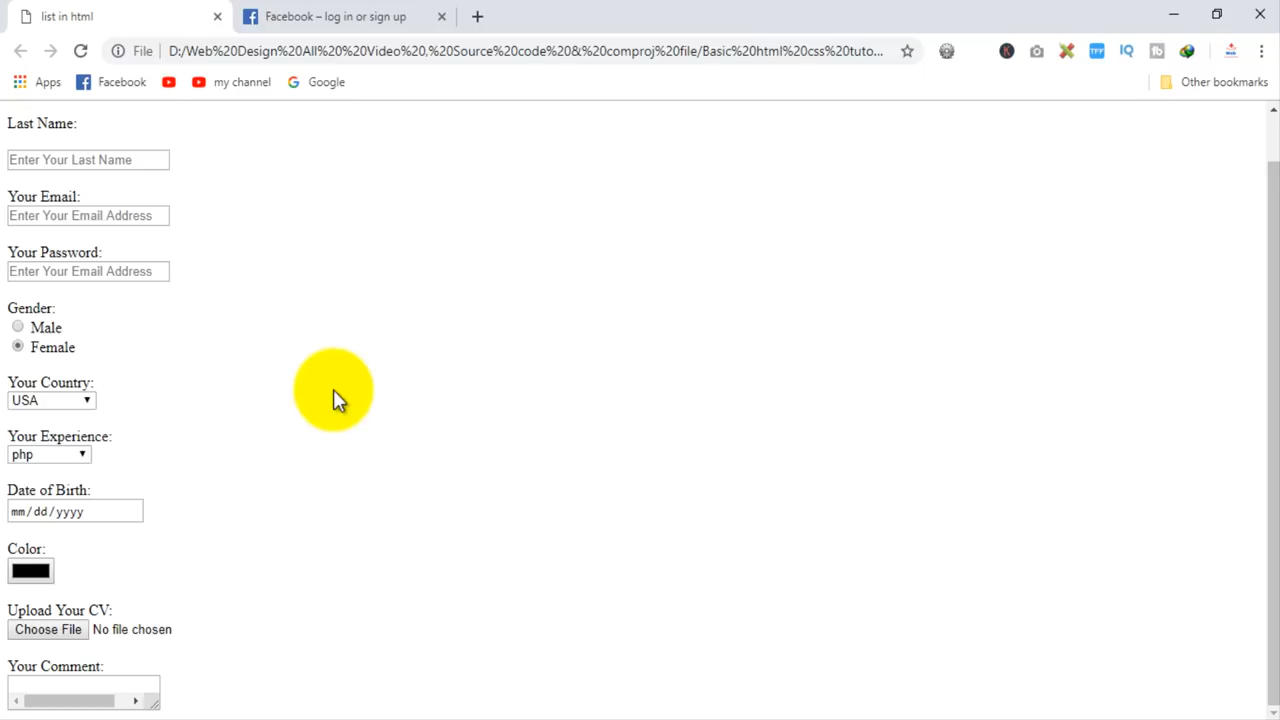 list in html
Facebook – log in or sign up
File D:/Web%20Design%20All%20%20Video%20,%20Source%20code%20&%20comproj%20file/Basic%20html%20css%20tuto...
Apps Facebook my channel Google Other bookmarks
Last Name:
Enter Your Last Name
Your Email:
Enter Your Email Address
Your Password:
Enter Your Email Address
Gender:
Male
Female
Your Country:
USA
Your Experience:
php
Date of Birth:
mm/dd/yyyy
Color:
Upload Your CV:
Choose File No file chosen
Your Comment: